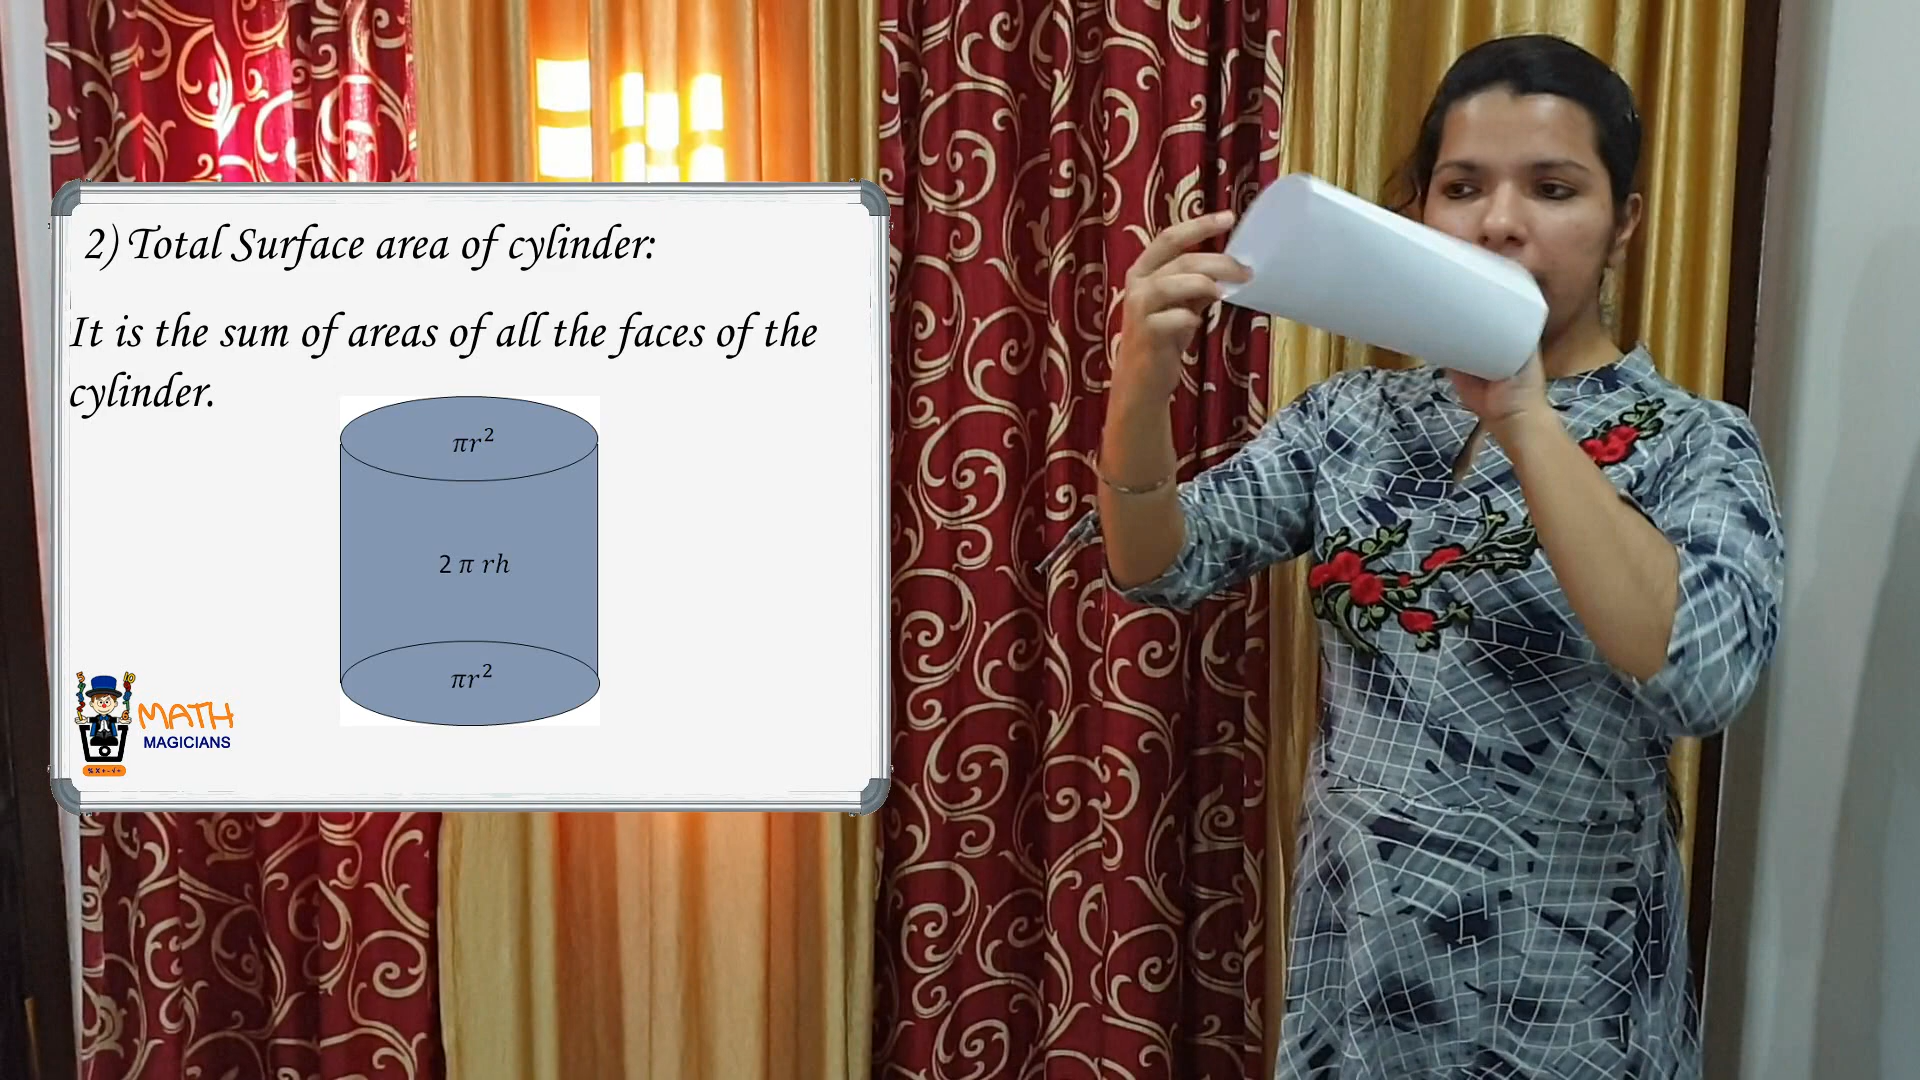 2) Total Surface area of cylinder:
It is the sum of areas of all the faces of the
cylinder.
πr²
2 π rh
πr²
MATH
MAGICIANS